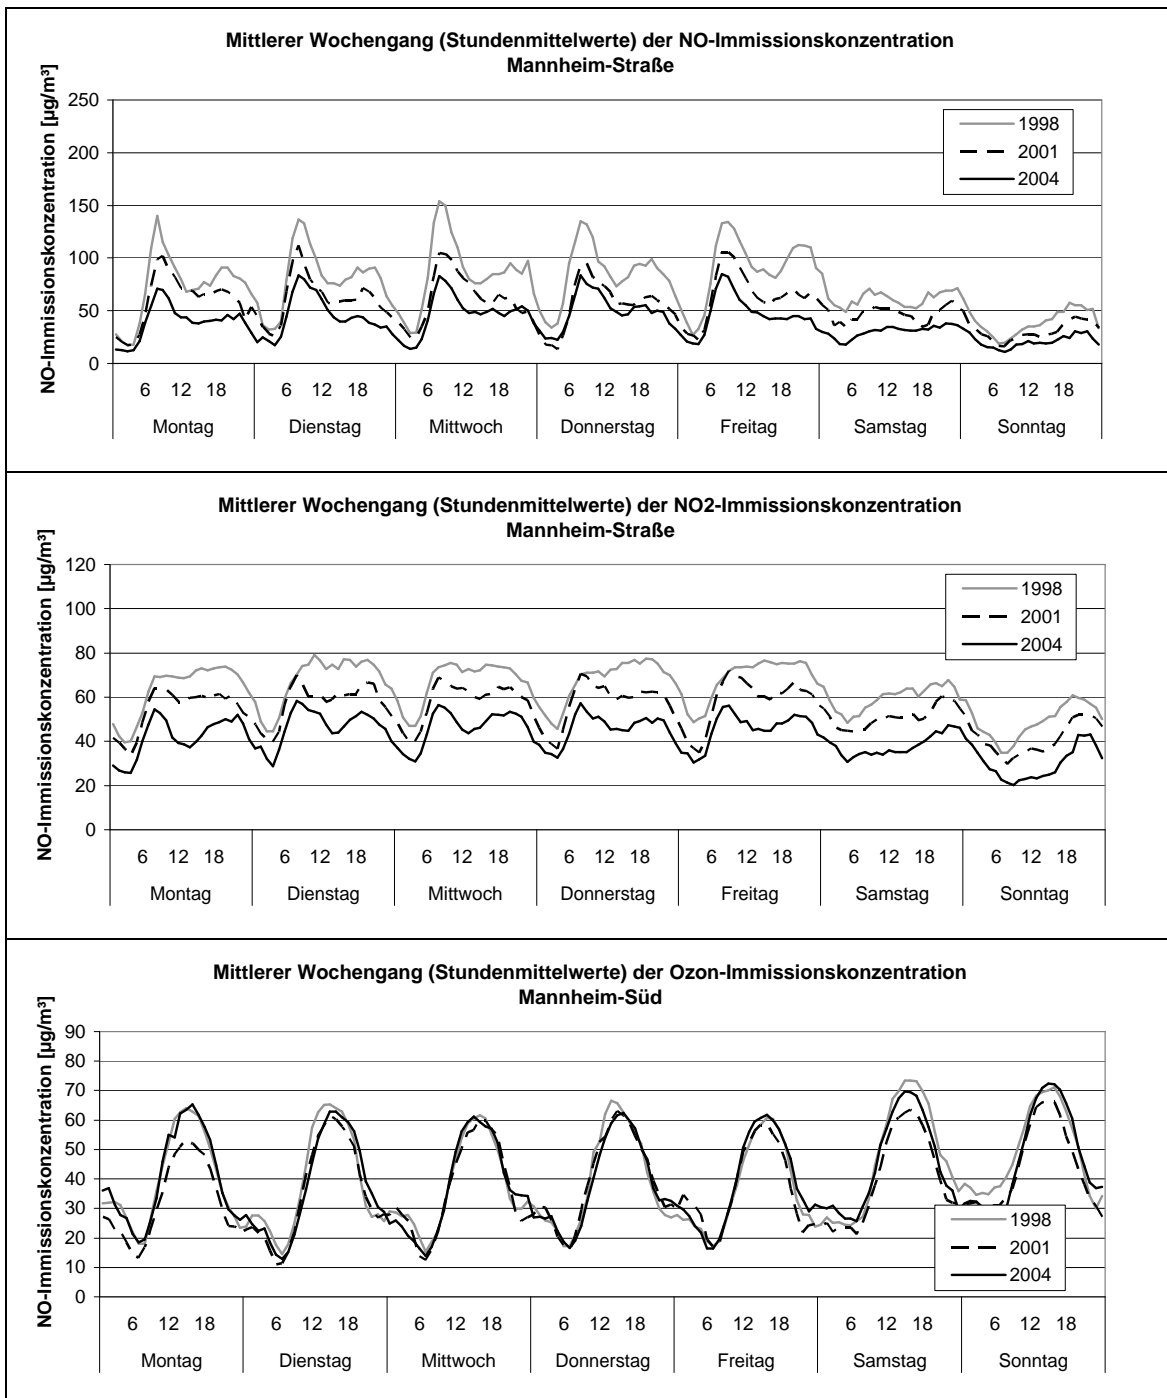 Mittlerer Wochengang (Stundenmittelwerte) der NO-Immissionskonzentration
Mannheim-Straße
NO-Immissionskonzentration [µg/m³]
250
200
150
100
50
0
1998
2001
2004
6 12 18 6 12 18 6 12 18 6 12 18 6 12 18 6 12 18 6 12 18
Montag Dienstag Mittwoch Donnerstag Freitag Samstag Sonntag
Mittlerer Wochengang (Stundenmittelwerte) der NO2-Immissionskonzentration
Mannheim-Straße
NO-Immissionskonzentration [µg/m³]
120
100
80
60
40
20
0
1998
2001
2004
6 12 18 6 12 18 6 12 18 6 12 18 6 12 18 6 12 18 6 12 18
Montag Dienstag Mittwoch Donnerstag Freitag Samstag Sonntag
Mittlerer Wochengang (Stundenmittelwerte) der Ozon-Immissionskonzentration
Mannheim-Süd
NO-Immissionskonzentration [µg/m³]
90
80
70
60
50
40
30
20
10
0
1998
2001
2004
6 12 18 6 12 18 6 12 18 6 12 18 6 12 18 6 12 18 6 12 18
Montag Dienstag Mittwoch Donnerstag Freitag Samstag Sonntag